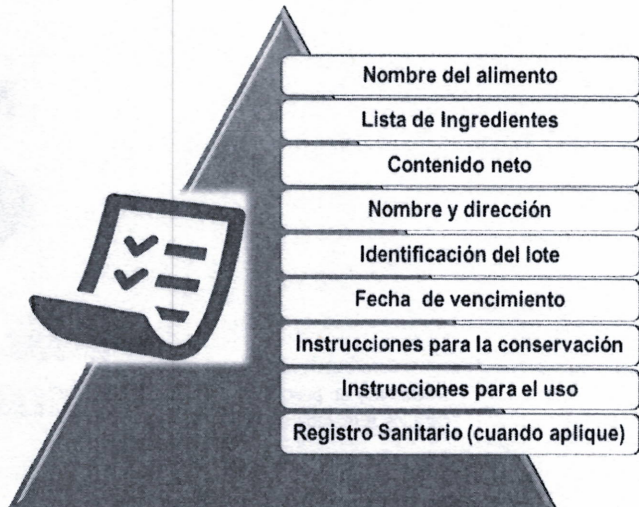 Nombre del alimento
Lista de Ingredientes
Contenido neto
Nombre y dirección
Identificación del lote
Fecha de vencimiento
Instrucciones para la conservación
Instrucciones para el uso
Registro Sanitario (cuando aplique)